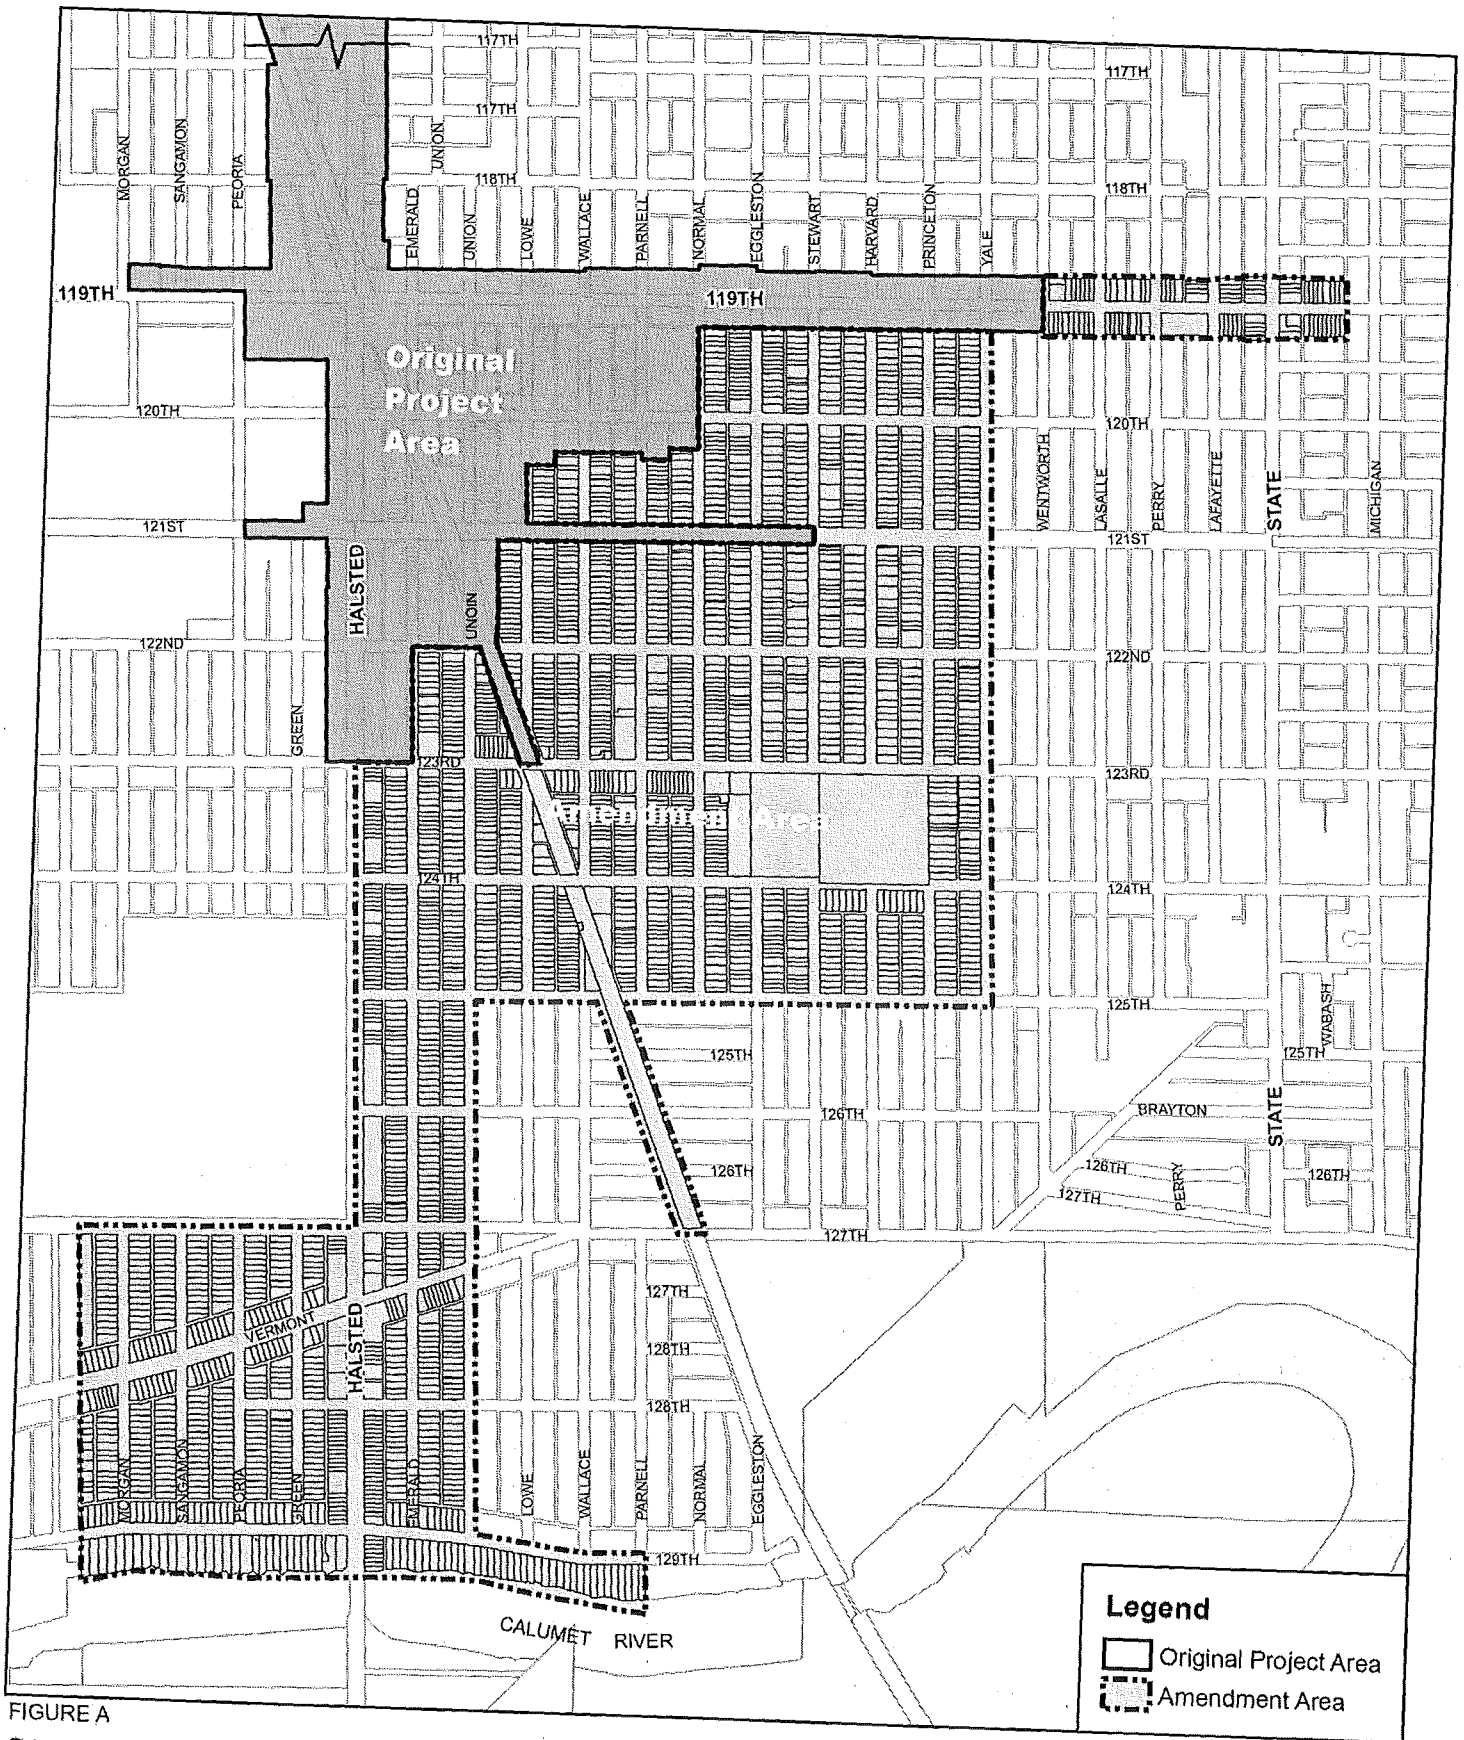 117TH
117TH
117TH
UNION
MORGAN
SANGAMON
PEORIA
118TH
118TH
EMERALD
UNION
LOWE
WALLACE
PARNELL
NORMAL
EGGLESTON
STEWART
HARVARD
PRINCETON
YALE
119TH
119TH
Original
Project
Area
120TH
120TH
WENTWORTH
LASALLE
PERRY
LAFAYETTE
STATE
MICHIGAN
121ST
121ST
HALSTED
UNOIN
122ND
122ND
GREEN
123RD
123RD
Amendment Area
124TH
124TH
125TH
WABASH
125TH
125TH
126TH
BRAYTON
STATE
126TH
126TH
PERRY
126TH
127TH
127TH
127TH
VERMONT
HALSTED
128TH
128TH
MORGAN
SANGAMON
PEORIA
GREEN
EMERALD
LOWE
WALLACE
PARNELL
NORMAL
EGGLESTON
129TH
CALUMET RIVER
Legend
Original Project Area
Amendment Area
FIGURE A